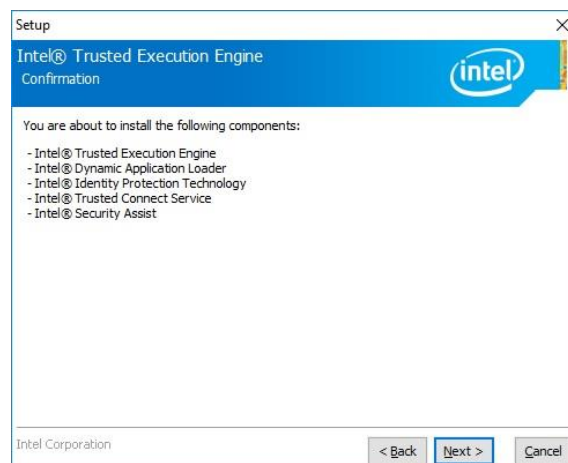 Setup
Intel® Trusted Execution Engine
Confirmation
intel
You are about to install the following components:
- Intel® Trusted Execution Engine
- Intel® Dynamic Application Loader
- Intel® Identity Protection Technology
- Intel® Trusted Connect Service
- Intel® Security Assist
Intel Corporation
< Back Next > Cancel